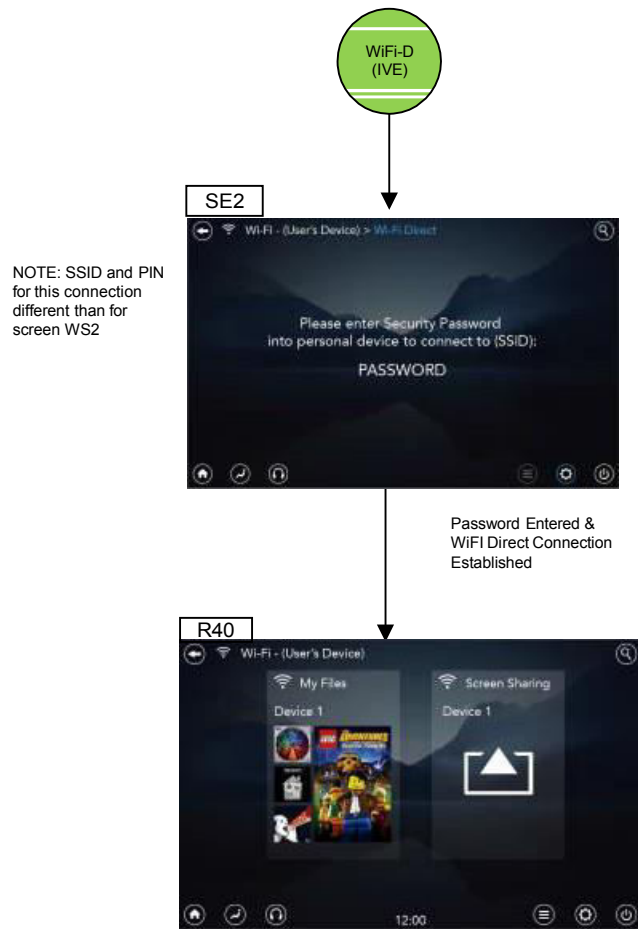 WiFi-D
(IVE)
SE2
Wi-Fi - (User's Device) > Wi-Fi Direct
NOTE: SSID and PIN
for this connection
different than for
screen WS2
Please enter Security Password
into personal device to connect to (SSID):
PASSWORD
Password Entered &
WiFI Direct Connection
Established
R40
Wi-Fi - (User's Device)
My Files
Screen Sharing
Device 1
Device 1
LEGO
ADVENTURES
12:00